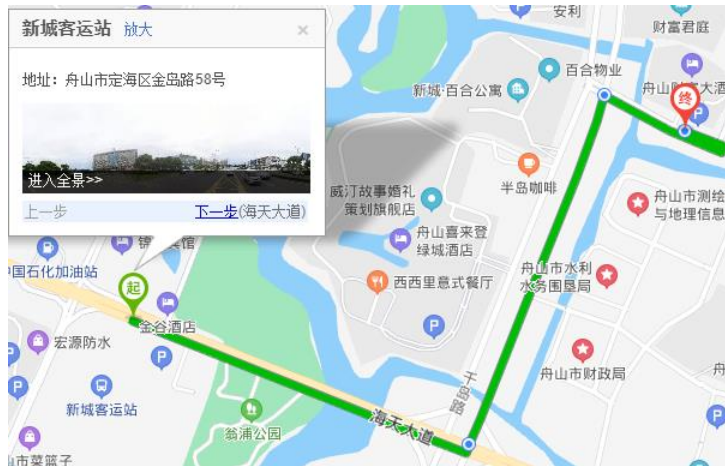 新城客运站 放大
地址：舟山市定海区金岛路58号
进入全景>>
上一步
下一步(海天大道)
安利
财富君庭
百合物业
新城·百合公寓
终
半岛咖啡
威汀故事婚礼
策划旗舰店
舟山市测绘
与地理信息
舟山喜来登
绿城酒店
中国石化加油站
起
西西里意式餐厅
舟山市水利
水务围垦局
金谷酒店
宏源防水
舟山市财政局
千岛路
新城客运站
海天大道
翁浦公园
山市菜篮子